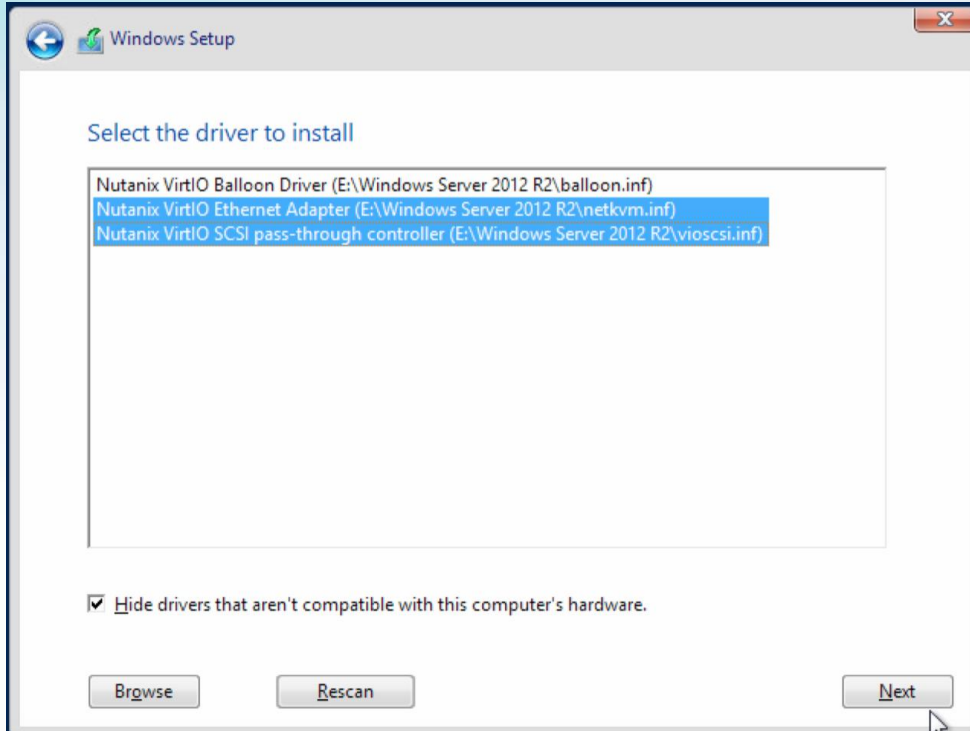 Windows Setup
Select the driver to install
Nutanix VirtIO Balloon Driver (E:\Windows Server 2012 R2\balloon.inf)
Nutanix VirtIO Ethernet Adapter (E:\Windows Server 2012 R2\netkvm.inf)
Nutanix VirtIO SCSI pass-through controller (E:\Windows Server 2012 R2\vioscsi.inf)
Hide drivers that aren't compatible with this computer's hardware.
Browse Rescan Next